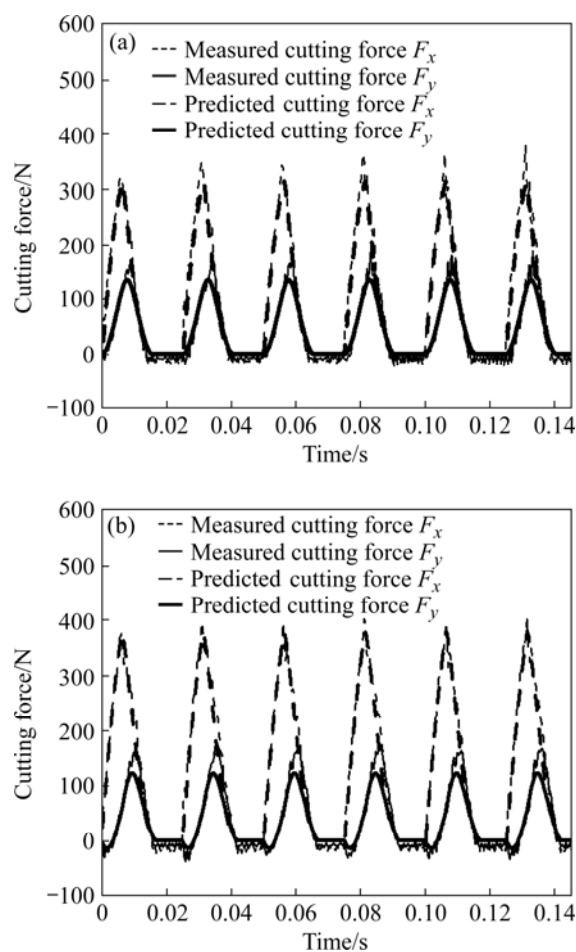 600
(a)
Measured cutting force Fx
500
Measured cutting force Fy
Predicted cutting force Fx
400
Predicted cutting force Fy
300
200
100
0
−100
Cutting force/N
0 0.02 0.04 0.06 0.08 0.10 0.12 0.14
Time/s
600
(b)
Measured cutting force Fx
500
Measured cutting force Fy
Predicted cutting force Fx
400
Predicted cutting force Fy
300
200
100
0
−100
Cutting force/N
0 0.02 0.04 0.06 0.08 0.10 0.12 0.14
Time/s